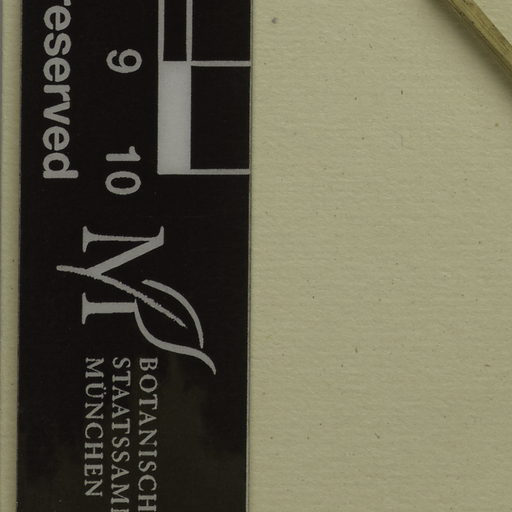 reserved
9 10
M
BOTANISCH
STAATSSAM
MÜNCHEN